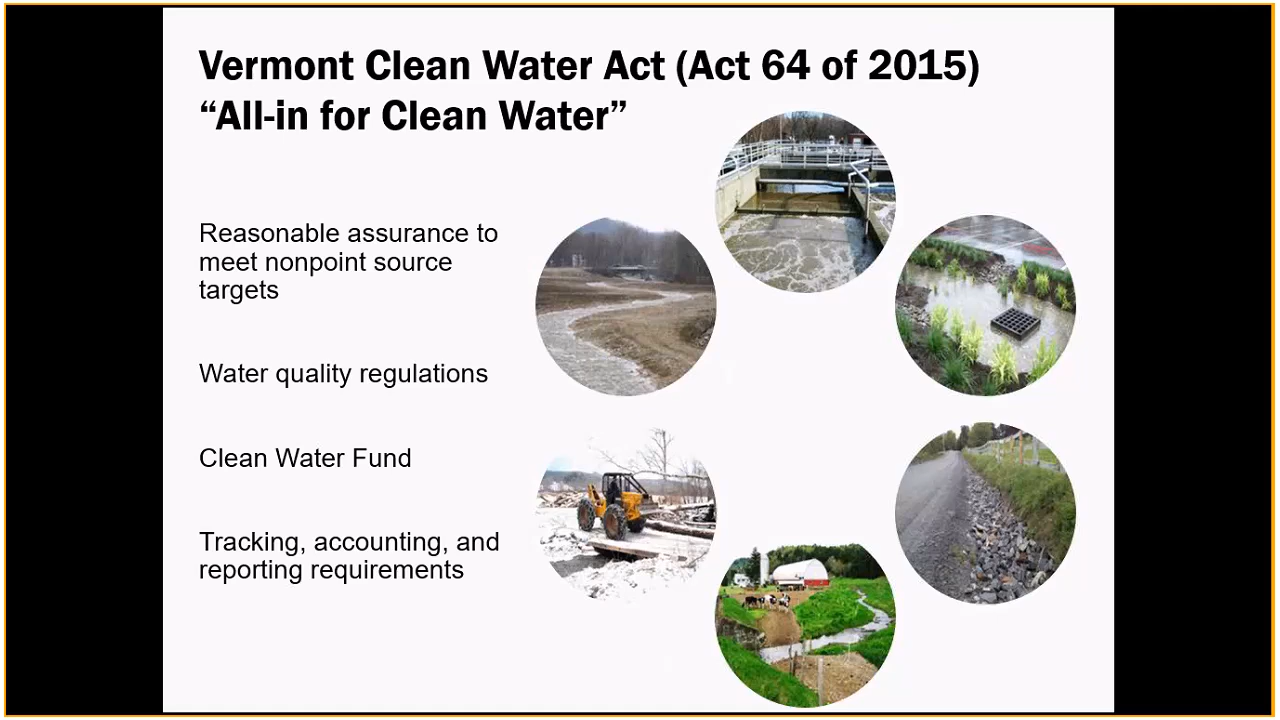 Vermont Clean Water Act (Act 64 of 2015)
“All-in for Clean Water”
Reasonable assurance to
meet nonpoint source
targets
Water quality regulations
Clean Water Fund
Tracking, accounting, and
reporting requirements